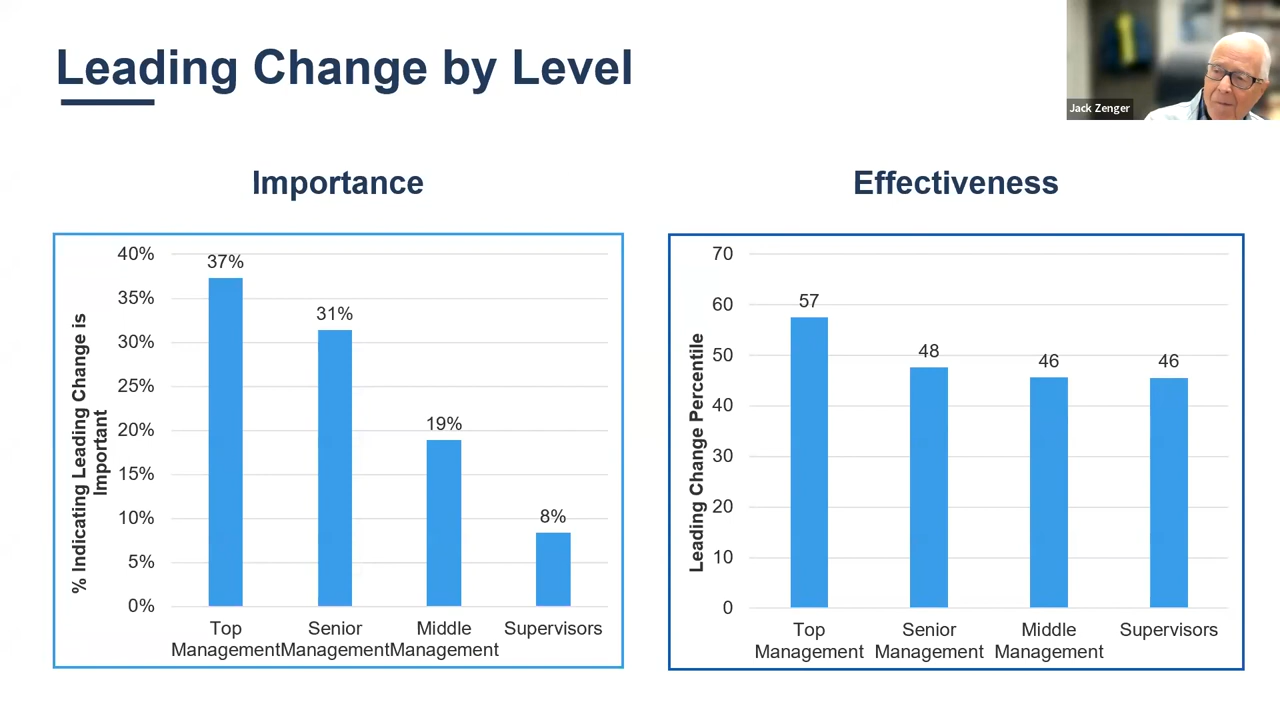 Leading Change by Level
Jack Zenger
Importance
% Indicating Leading Change is
Important
40%
35%
30%
25%
20%
15%
10%
5%
0%
37%
31%
19%
8%
Top
Management
Senior
Management
Middle
Management
Supervisors
Effectiveness
Leading Change Percentile
70
60
50
40
30
20
10
0
57
48
46
46
Top
Management
Senior
Management
Middle
Management
Supervisors